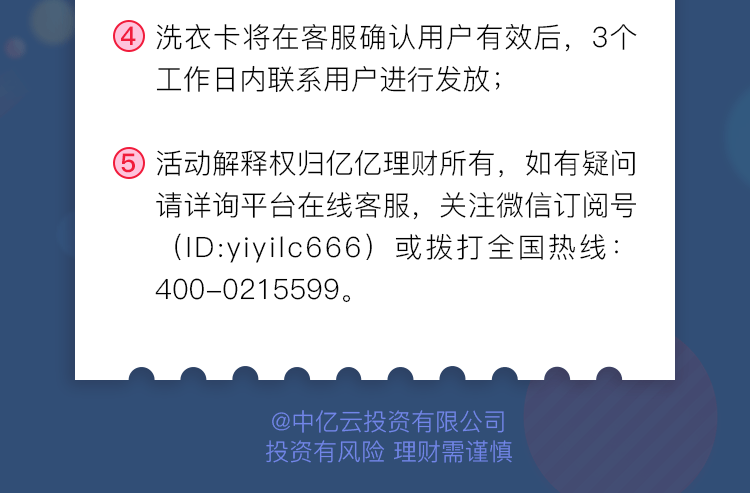 ④ 洗衣卡将在客服确认用户有效后，3个
工作日内联系用户进行发放；
⑤ 活动解释权归亿亿理财所有，如有疑问
请详询平台在线客服，关注微信订阅号
（ID:yiyilc666）或拨打全国热线：
400-0215599。
@中亿云投资有限公司
投资有风险 理财需谨慎